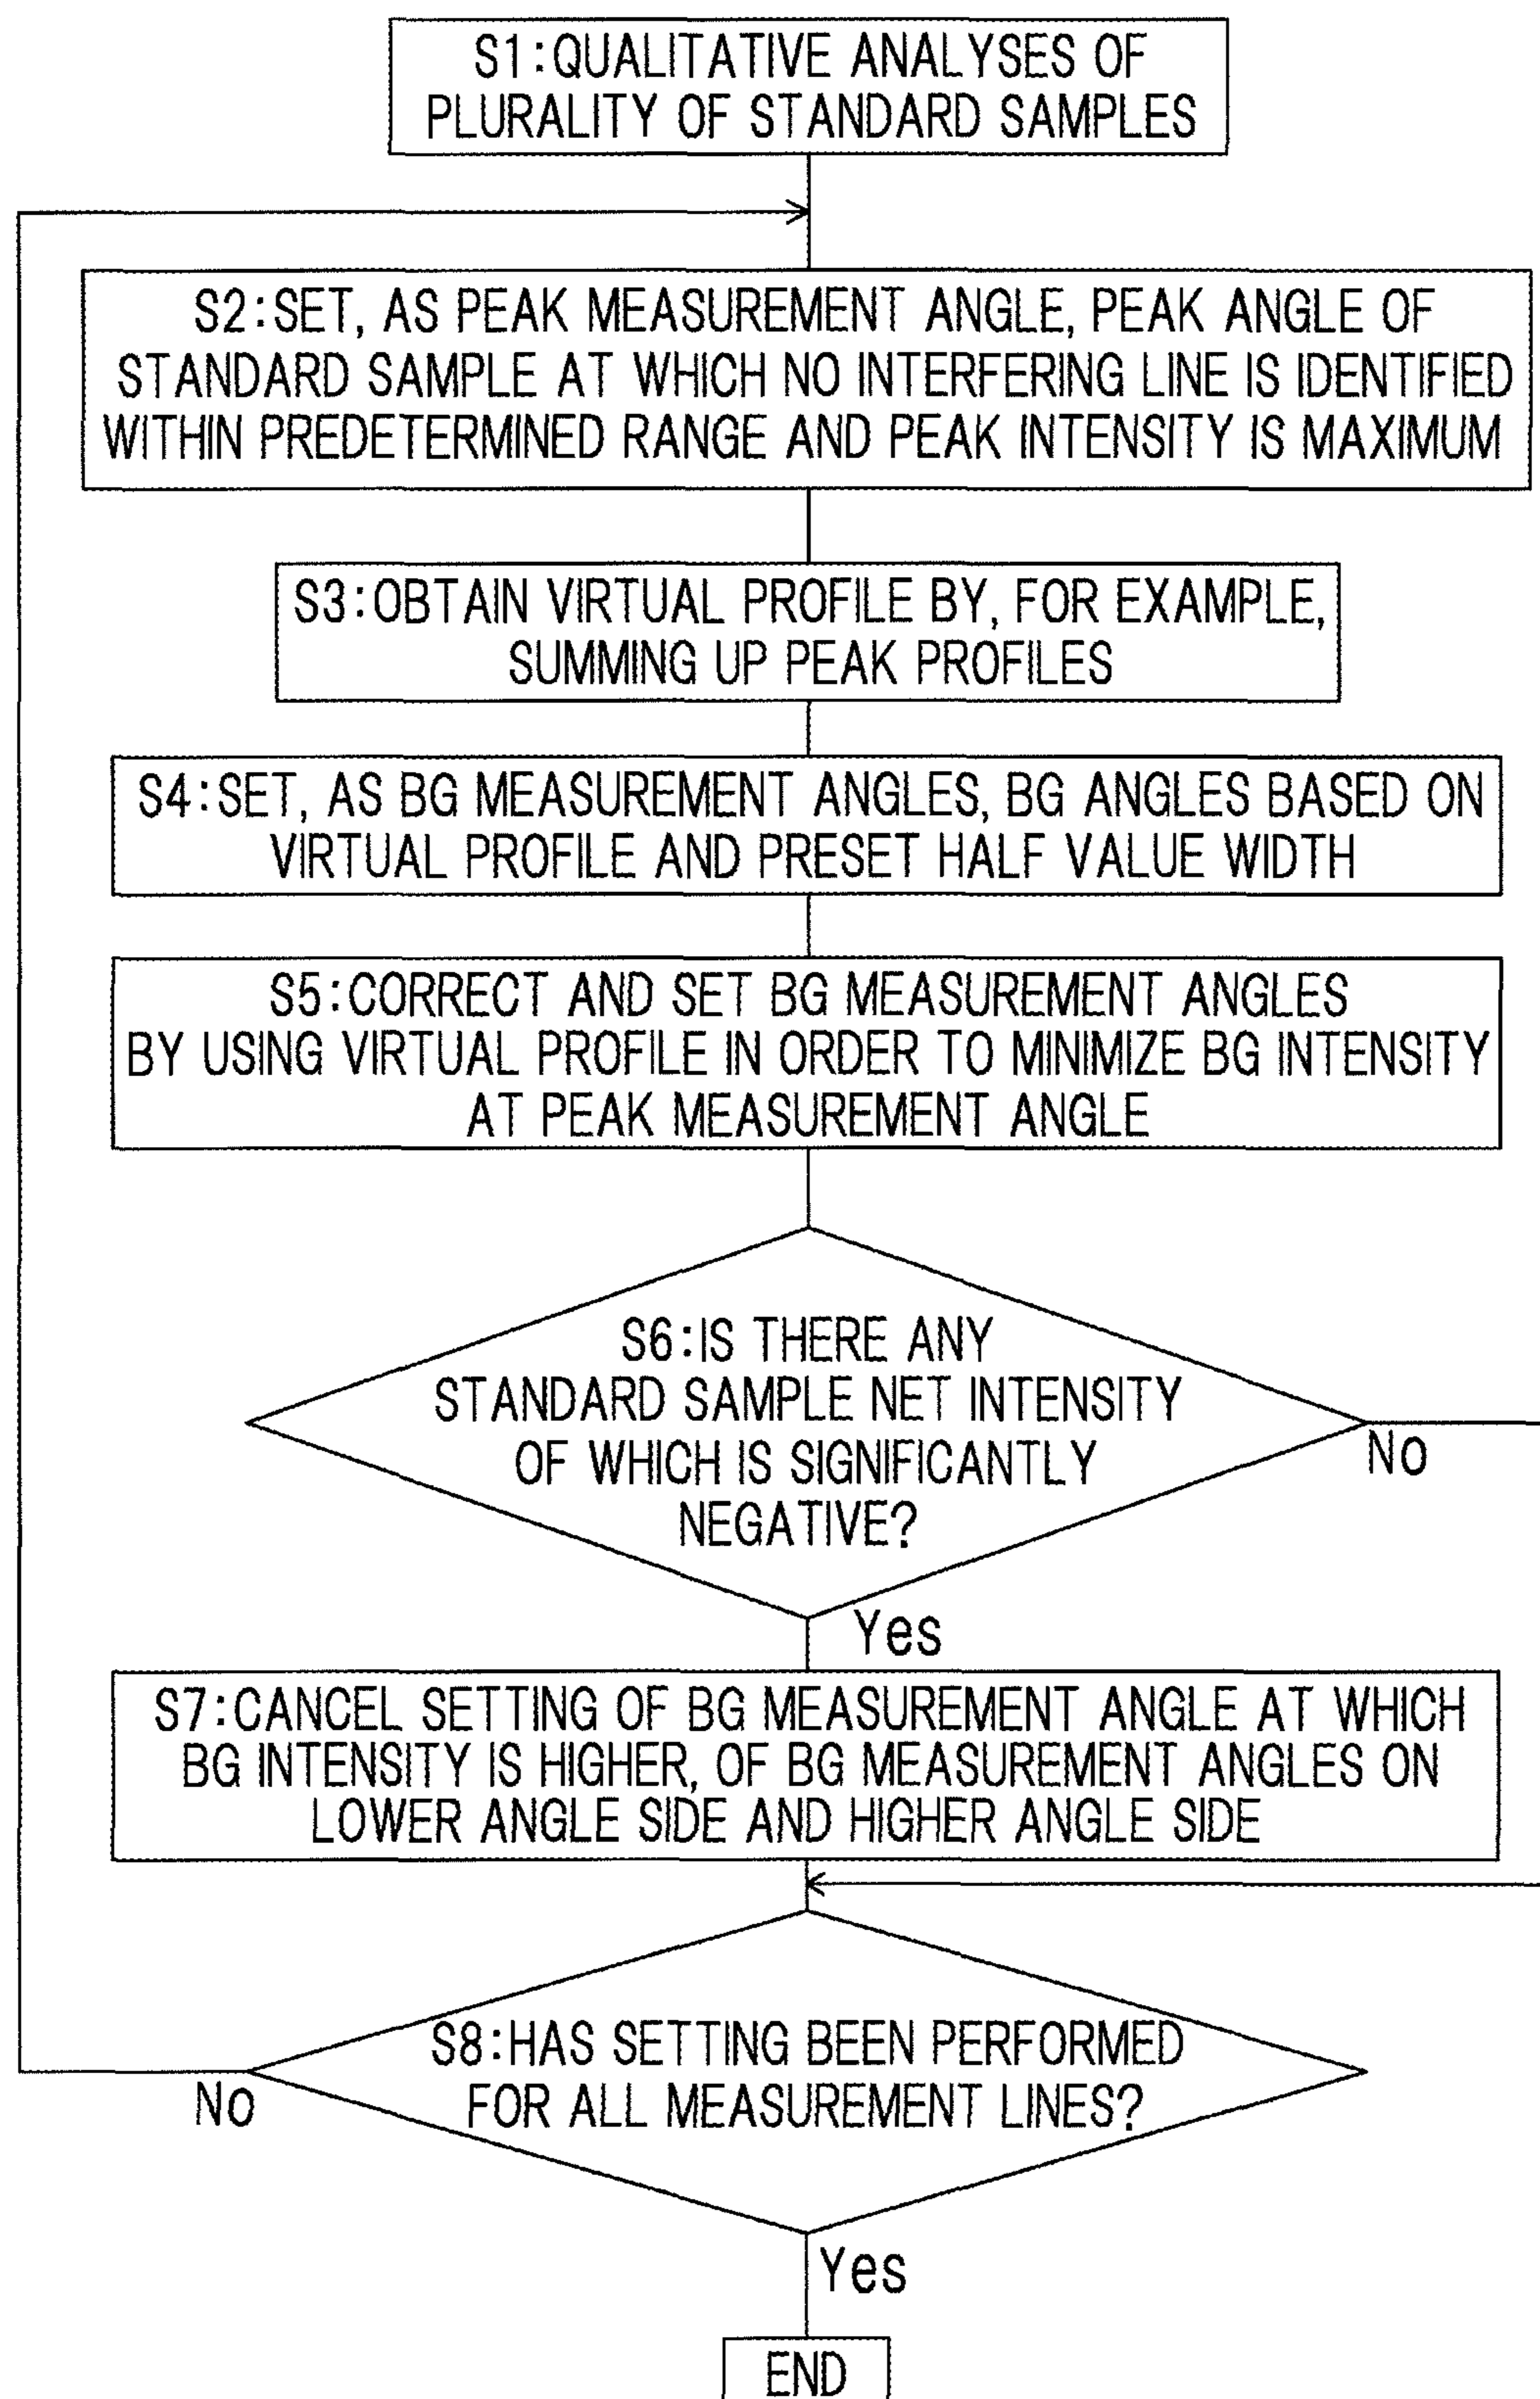 S1:QUALITATIVE ANALYSES OF
PLURALITY OF STANDARD SAMPLES
S2:SET, AS PEAK MEASUREMENT ANGLE, PEAK ANGLE OF
STANDARD SAMPLE AT WHICH NO INTERFERING LINE IS IDENTIFIED
WITHIN PREDETERMINED RANGE AND PEAK INTENSITY IS MAXIMUM
S3:OBTAIN VIRTUAL PROFILE BY, FOR EXAMPLE,
SUMMING UP PEAK PROFILES
S4:SET, AS BG MEASUREMENT ANGLES, BG ANGLES BASED ON
VIRTUAL PROFILE AND PRESET HALF VALUE WIDTH
S5:CORRECT AND SET BG MEASUREMENT ANGLES
BY USING VIRTUAL PROFILE IN ORDER TO MINIMIZE BG INTENSITY
AT PEAK MEASUREMENT ANGLE
S6:IS THERE ANY
STANDARD SAMPLE NET INTENSITY
OF WHICH IS SIGNIFICANTLY
NEGATIVE?
No
Yes
S7:CANCEL SETTING OF BG MEASUREMENT ANGLE AT WHICH
BG INTENSITY IS HIGHER, OF BG MEASUREMENT ANGLES ON
LOWER ANGLE SIDE AND HIGHER ANGLE SIDE
S8:HAS SETTING BEEN PERFORMED
FOR ALL MEASUREMENT LINES?
No
Yes
END